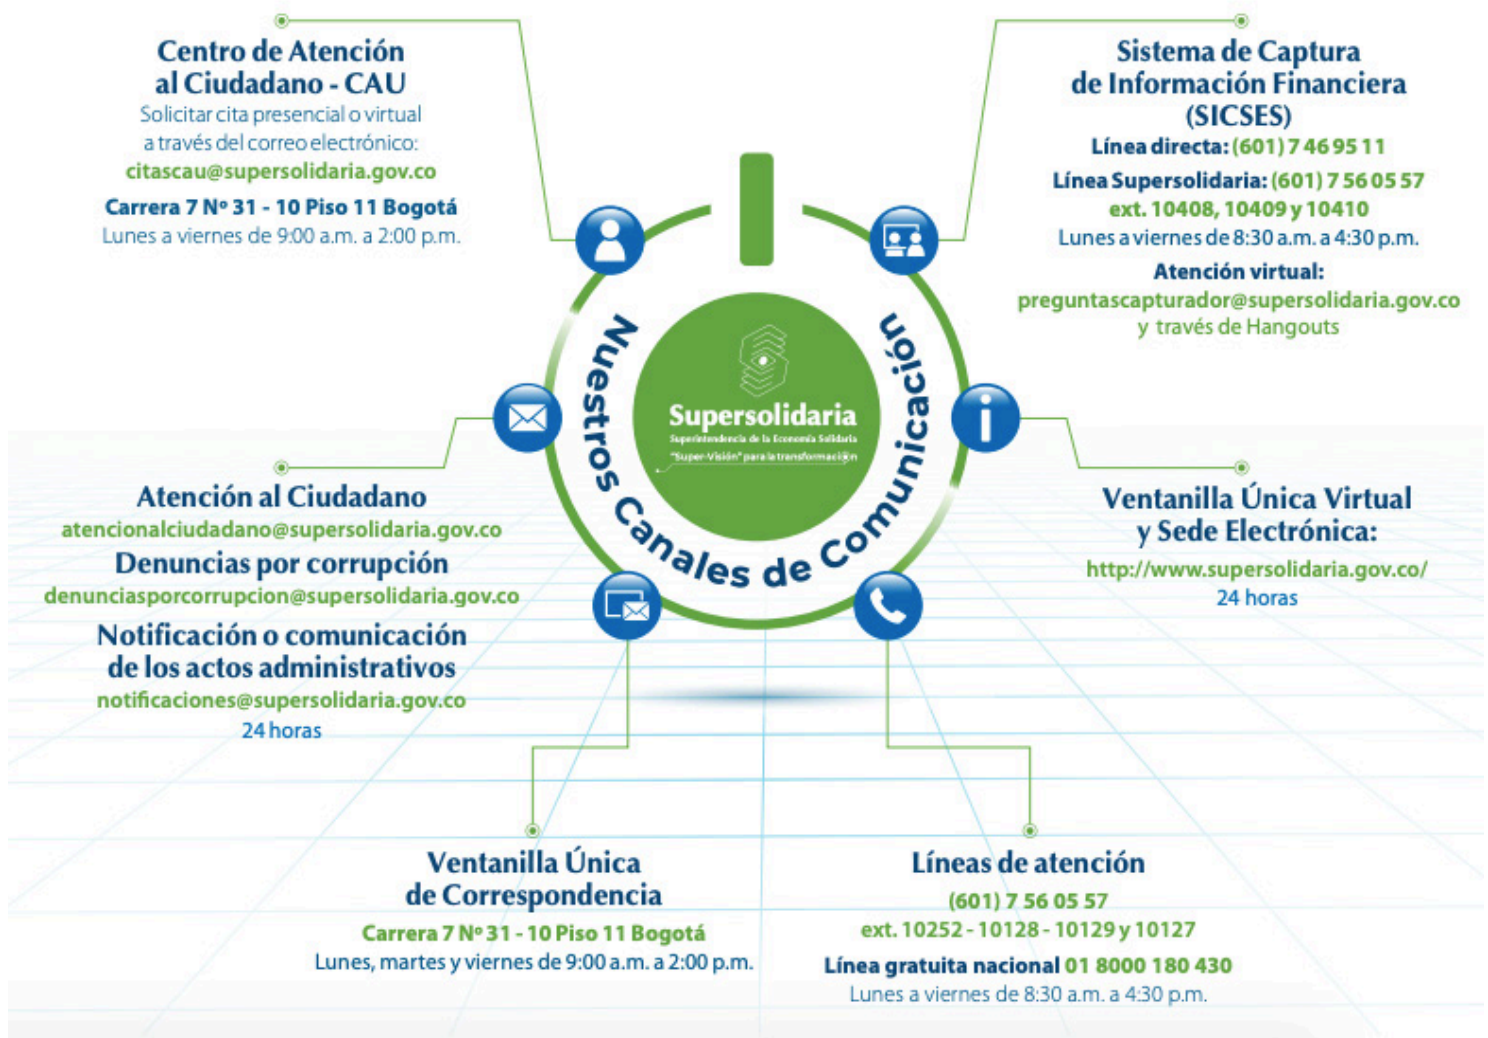 Centro de Atención
al Ciudadano - CAU
Solicitar cita presencial o virtual
a través del correo electrónico:
citascau@supersolidaria.gov.co
Carrera 7 Nº 31 - 10 Piso 11 Bogotá
Lunes a viernes de 9:00 a.m. a 2:00 p.m.
Sistema de Captura
de Información Financiera
(SICSES)
Línea directa: (601) 7 46 95 11
Línea Supersolidaria: (601) 7 56 05 57
ext. 10408, 10409 y 10410
Lunes a viernes de 8:30 a.m. a 4:30 p.m.
Atención virtual:
preguntascapturador@supersolidaria.gov.co
y través de Hangouts
Nuestros Canales de Comunicación
Supersolidaria
Superintendencia de la Economía Solidaria
"Super-Visión" para la transformación
Atención al Ciudadano
atencionalciudadano@supersolidaria.gov.co
Denuncias por corrupción
denunciasporcorrupcion@supersolidaria.gov.co
Notificación o comunicación
de los actos administrativos
notificaciones@supersolidaria.gov.co
24 horas
Ventanilla Única Virtual
y Sede Electrónica:
http://www.supersolidaria.gov.co/
24 horas
Ventanilla Única
de Correspondencia
Carrera 7 Nº 31 - 10 Piso 11 Bogotá
Lunes, martes y viernes de 9:00 a.m. a 2:00 p.m.
Líneas de atención
(601) 7 56 05 57
ext. 10252 - 10128 - 10129 y 10127
Línea gratuita nacional 01 8000 180 430
Lunes a viernes de 8:30 a.m. a 4:30 p.m.